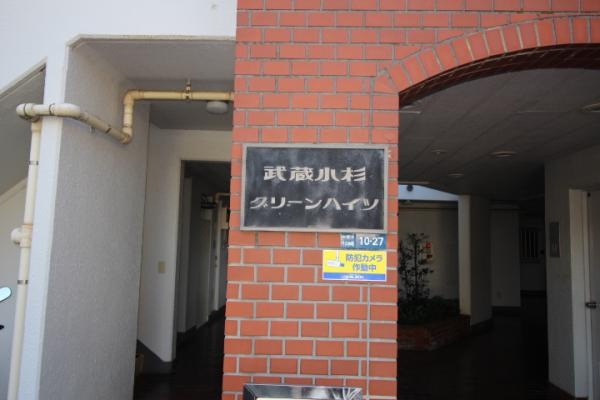 武蔵小杉
グリーンハイツ
10-27
防犯カメラ
作動中